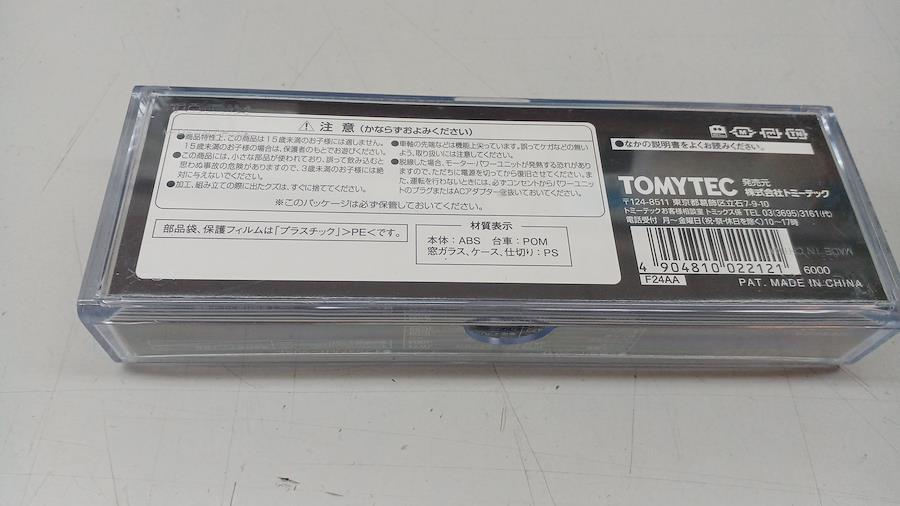 ⚠ 注意（かならずおよみください）
●商品特性上、この商品は15歳未満のお子様には適しません。
15歳未満のお子様の場合は、保護者のもとでお遊びください。
●この商品には、小さな部品が使われており、誤って飲み込むと
思わぬ事故の危険がありますので、3歳未満のお子様には絶
対に与えないでください。
●加工、組み立ての際に出たクズは、すぐに捨ててください。
●車軸の先端などは機能上尖っています。誤ってケガなどの無い
よう、取り扱いには注意してください。
●脱線した場合、モーターパワーユニットが発熱する恐れがあり
ますので、ただちに電源を切ってから復旧させてください。ま
た、運転を行わないときには、必ずコンセントからパワーユニッ
トのプラグまたはACアダプターを抜いておいてください。
※このパッケージは必ず保管しておいてください。
部品袋、保護フィルムは「プラスチック」>PE<です。
材質表示
本体：ABS 台車：POM
窓ガラス、ケース、仕切り：PS
●なかの説明書をよくお読みください。
TOMYTEC 発売元
株式会社トミーテック
〒124-8511 東京都葛飾区立石7-9-10
トミーテックお客様相談室 トミックス係 TEL 03(3695)3161(代)
電話受付 月〜金曜日(祝・祭・休日を除く)10〜17時
4 904810 022121
6000
F24AA
PAT. MADE IN CHINA